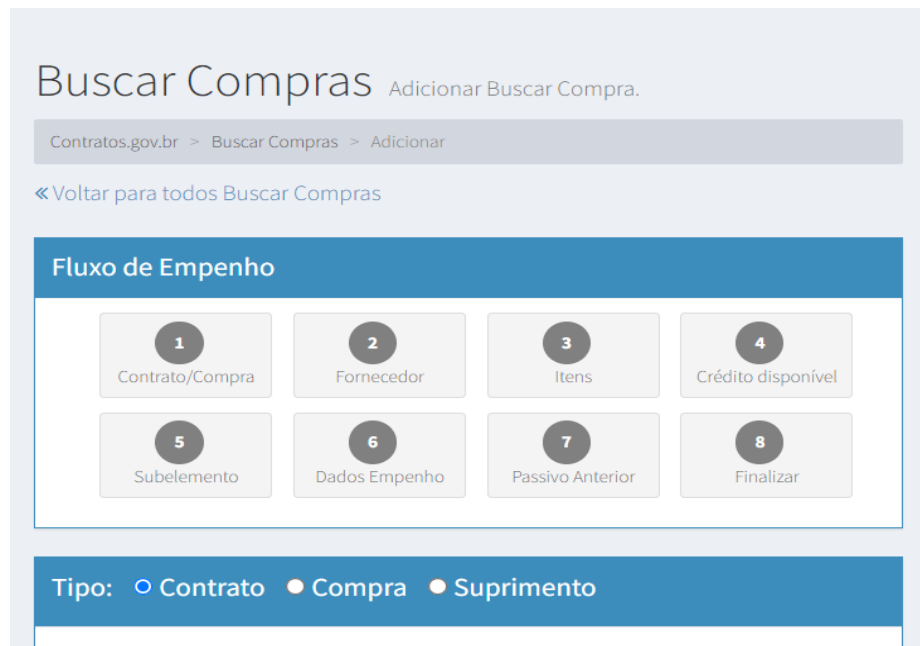 Buscar Compras Adicionar Buscar Compra.
Contratos.gov.br > Buscar Compras > Adicionar
« Voltar para todos Buscar Compras
Fluxo de Empenho
1 2 3 4
Contrato/Compra Fornecedor Itens Crédito disponível
5 6 7 8
Subelemento Dados Empenho Passivo Anterior Finalizar
Tipo: Contrato Compra Suprimento